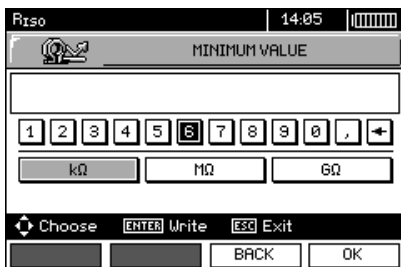 RISO 14:05
MINIMUM VALUE
1 2 3 4 5 6 7 8 9 0 ,
kΩ MΩ GΩ
Choose ENTER Write ESC Exit
BACK OK